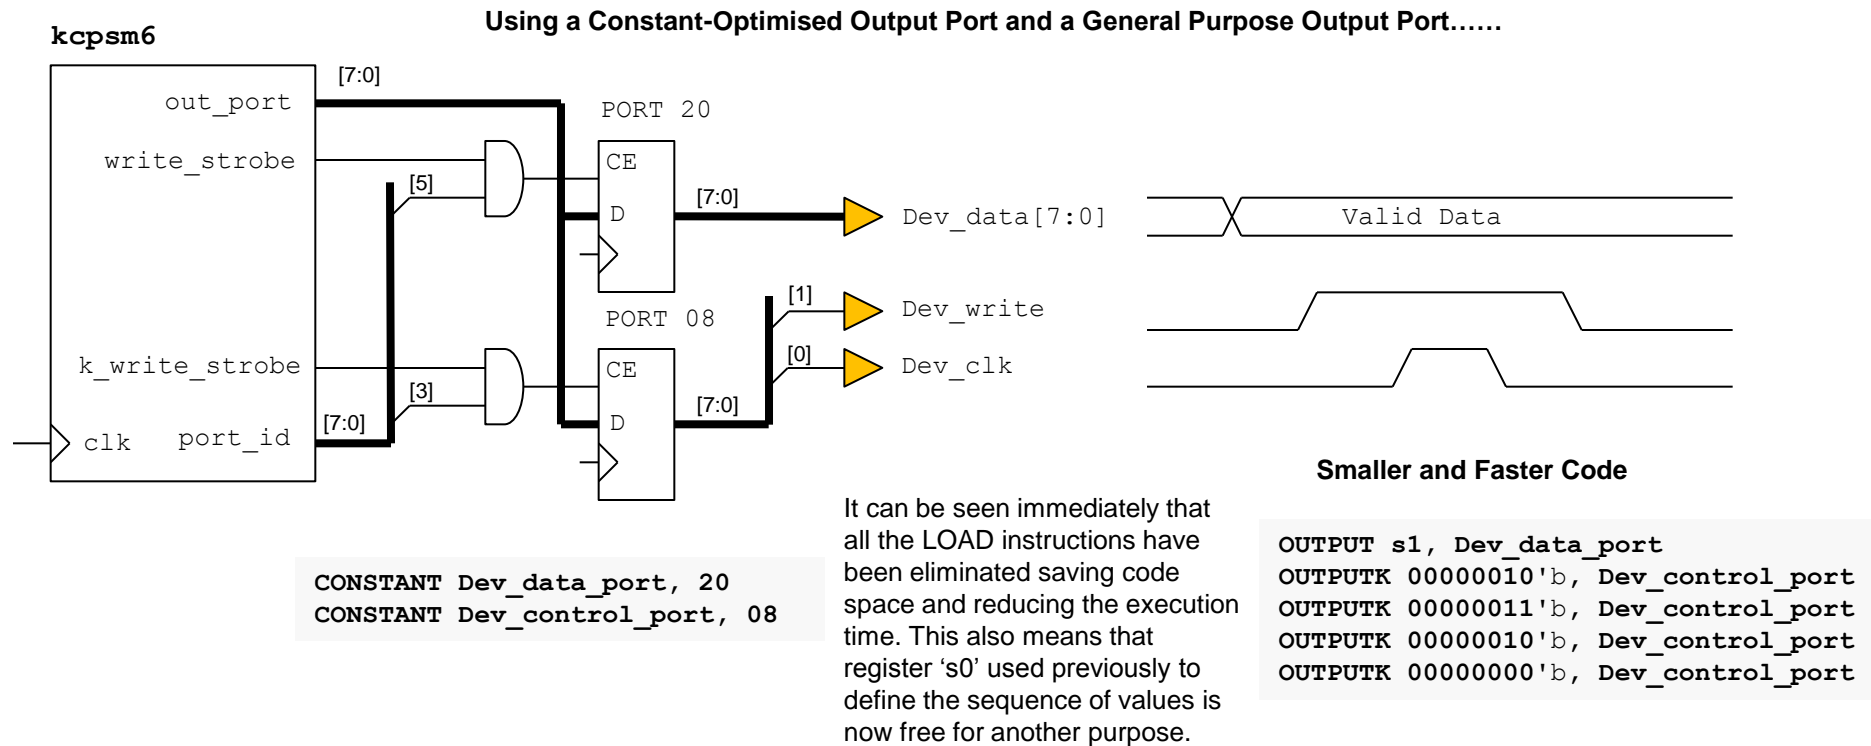 Using a Constant-Optimised Output Port and a General Purpose Output Port……
kcpsm6
[7:0]
out_port
PORT 20
write_strobe
CE
[5]
[7:0]
D
Dev_data[7:0]
Valid Data
[1]
Dev_write
PORT 08
k_write_strobe
CE
[0]
Dev_clk
[3]
[7:0]
[7:0]
D
clk
port_id
Smaller and Faster Code
It can be seen immediately that
all the LOAD instructions have
been eliminated saving code
space and reducing the execution
time. This also means that
register ‘s0’ used previously to
define the sequence of values is
now free for another purpose.
OUTPUT s1, Dev_data_port
OUTPUTK 00000010'b, Dev_control_port
OUTPUTK 00000011'b, Dev_control_port
OUTPUTK 00000010'b, Dev_control_port
OUTPUTK 00000000'b, Dev_control_port
CONSTANT Dev_data_port, 20
CONSTANT Dev_control_port, 08